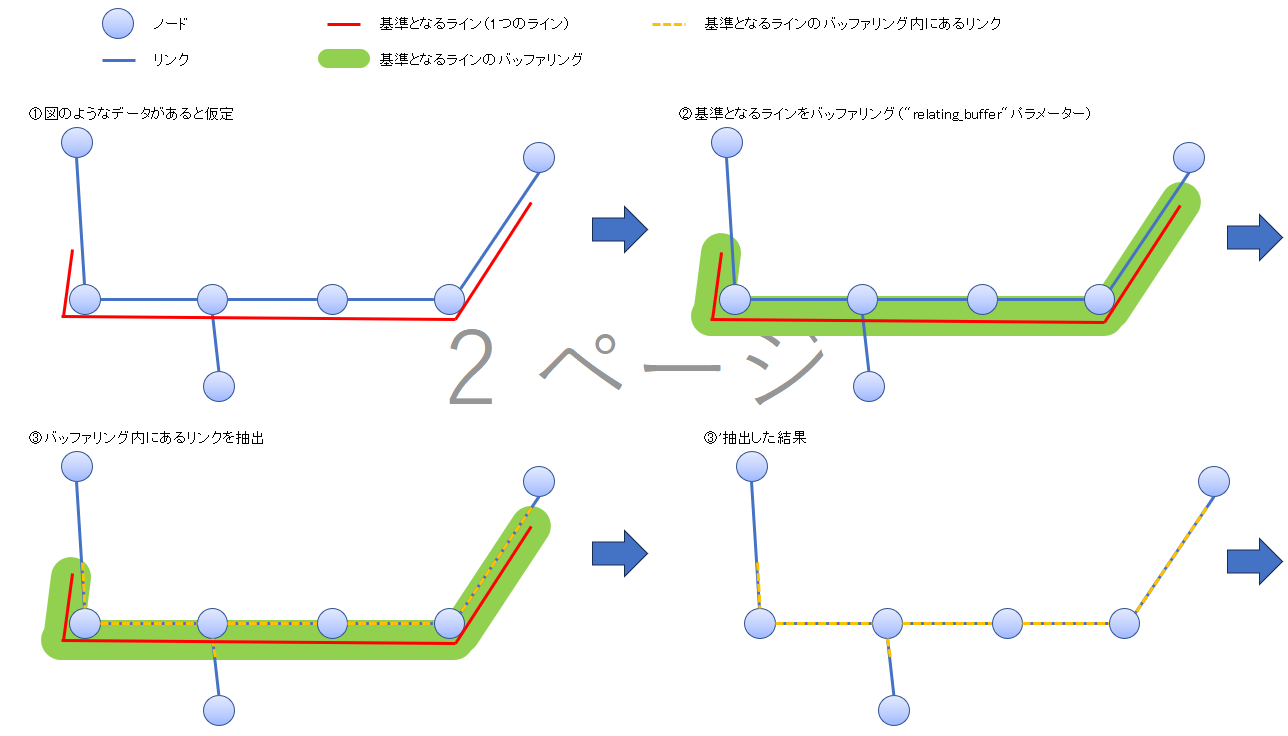 ノード
基準となるライン(1つのライン)
基準となるラインのバッファリング内にあるリンク
リンク
基準となるラインのバッファリング
①図のようなデータがあると仮定
②基準となるラインをバッファリング("relating_buffer"パラメーター)
2 ページ
③バッファリング内にあるリンクを抽出
③'抽出した結果